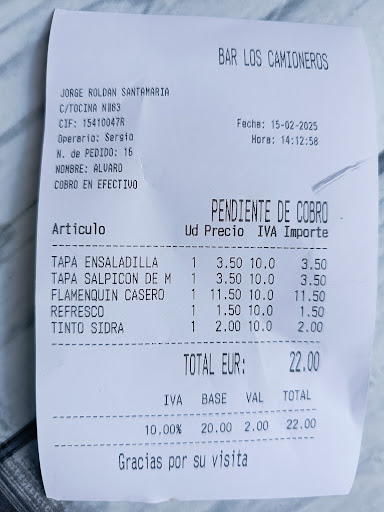 BAR LOS CAMIONEROS
JORGE ROLDAN SANTAMARIA
C/TOCINA Nº83
CIF: 15410047R
Operario: Sergio
N. de PEDIDO: 16
NOMBRE: ALVARO
COBRO EN EFECTIVO
Fecha: 15-02-2025
Hora: 14:12:58
PENDIENTE DE COBRO
Articulo Ud Precio IVA Importe
TAPA ENSALADILLA 1 3.50 10.0 3.50
TAPA SALPICON DE M 1 3.50 10.0 3.50
FLAMENQUIN CASERO 1 11.50 10.0 11.50
REFRESCO 1 1.50 10.0 1.50
TINTO SIDRA 1 2.00 10.0 2.00
TOTAL EUR: 22.00
IVA BASE VAL TOTAL
10,00% 20.00 2.00 22.00
Gracias por su visita